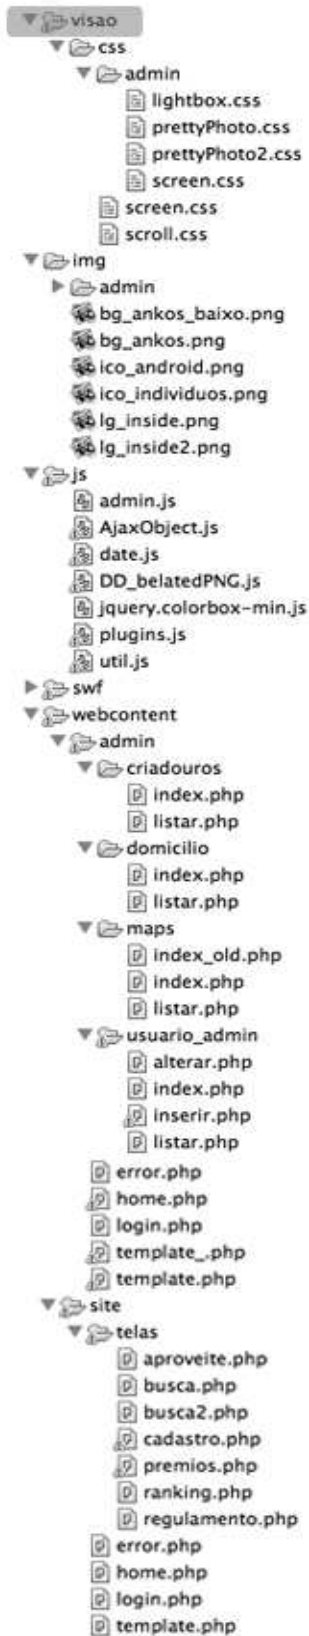 visao
css
admin
lightbox.css
prettyPhoto.css
prettyPhoto2.css
screen.css
screen.css
scroll.css
img
admin
bg_ankos_baixo.png
bg_ankos.png
ico_android.png
ico_individuos.png
lg_inside.png
lg_inside2.png
js
admin.js
AjaxObject.js
date.js
DD_belatedPNG.js
jquery.colorbox-min.js
plugins.js
util.js
swf
webcontent
admin
criadouros
index.php
listar.php
domicilio
index.php
listar.php
maps
index_old.php
index.php
listar.php
usuario_admin
alterar.php
index.php
inserir.php
listar.php
error.php
home.php
login.php
template_.php
template.php
site
telas
aproveite.php
busca.php
busca2.php
cadastro.php
premios.php
ranking.php
regulamento.php
error.php
home.php
login.php
template.php